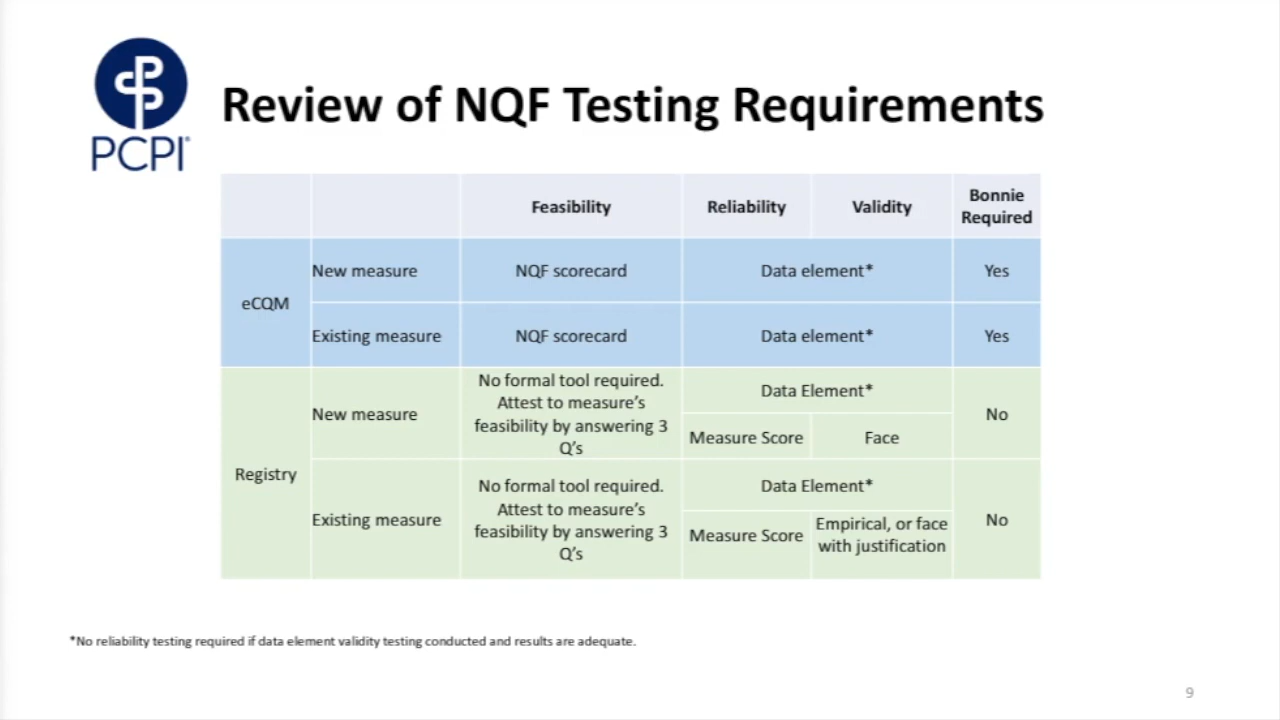 PCPI
Review of NQF Testing Requirements
Feasibility
Reliability
Validity
Bonnie
Required
eCQM
New measure
NQF scorecard
Data element*
Yes
Existing measure
NQF scorecard
Data element*
Yes
Registry
New measure
No formal tool required.
Attest to measure's
feasibility by answering 3
Q's
Data Element*
Measure Score
Face
No
Existing measure
No formal tool required.
Attest to measure's
feasibility by answering 3
Q's
Data Element*
Measure Score
Empirical, or face
with justification
No
*No reliability testing required if data element validity testing conducted and results are adequate.
9